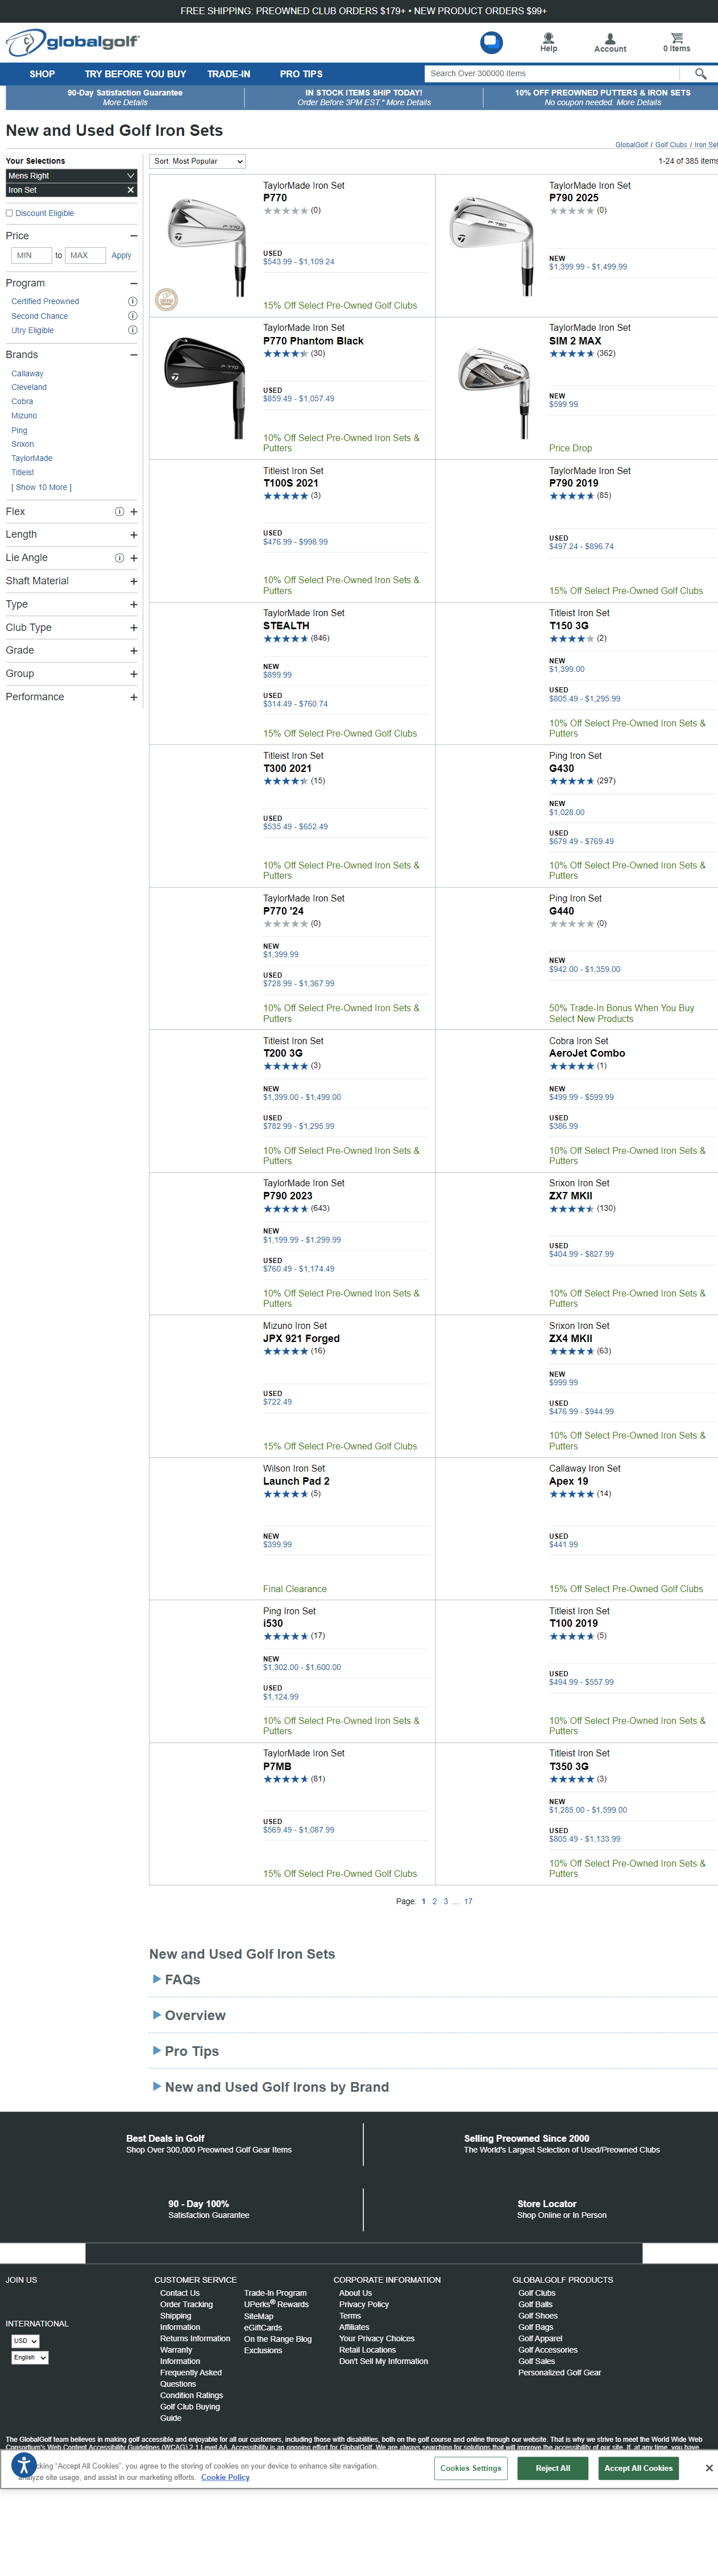 FREE SHIPPING: PREOWNED CLUB ORDERS $179+ • NEW PRODUCT ORDERS $99+
globalgolf
Help
Account
0 Items
SHOP
TRY BEFORE YOU BUY
TRADE-IN
PRO TIPS
Search Over 300000 Items
90-Day Satisfaction Guarantee
More Details
IN STOCK ITEMS SHIP TODAY!
Order Before 3PM EST.* More Details
10% OFF PREOWNED PUTTERS & IRON SETS
No coupon needed. More Details
New and Used Golf Iron Sets
GlobalGolf / Golf Clubs / Iron Set
Your Selections
Mens Right
Iron Set
Discount Eligible
Price
MIN to MAX Apply
Program
Certified Preowned
Second Chance
Utry Eligible
Brands
Callaway
Cleveland
Cobra
Mizuno
Ping
Srixon
TaylorMade
Titleist
[ Show 10 More ]
Flex
Length
Lie Angle
Shaft Material
Type
Club Type
Grade
Group
Performance
Sort: Most Popular
1-24 of 385 items
TaylorMade Iron Set
P770
(0)
USED
$543.99 - $1,109.24
15% Off Select Pre-Owned Golf Clubs
TaylorMade Iron Set
P790 2025
(0)
NEW
$1,399.99 - $1,499.99
TaylorMade Iron Set
P770 Phantom Black
(30)
USED
$859.49 - $1,057.49
10% Off Select Pre-Owned Iron Sets &
Putters
TaylorMade Iron Set
SIM 2 MAX
(362)
NEW
$599.99
Price Drop
Titleist Iron Set
T100S 2021
(3)
USED
$476.99 - $998.99
10% Off Select Pre-Owned Iron Sets &
Putters
TaylorMade Iron Set
P790 2019
(85)
USED
$497.24 - $896.74
15% Off Select Pre-Owned Golf Clubs
TaylorMade Iron Set
STEALTH
(846)
NEW
$899.99
USED
$314.49 - $760.74
15% Off Select Pre-Owned Golf Clubs
Titleist Iron Set
T150 3G
(2)
NEW
$1,399.00
USED
$805.49 - $1,295.99
10% Off Select Pre-Owned Iron Sets &
Putters
Titleist Iron Set
T300 2021
(15)
USED
$535.49 - $652.49
10% Off Select Pre-Owned Iron Sets &
Putters
Ping Iron Set
G430
(297)
NEW
$1,028.00
USED
$679.49 - $769.49
10% Off Select Pre-Owned Iron Sets &
Putters
TaylorMade Iron Set
P770 '24
(0)
NEW
$1,399.99
USED
$728.99 - $1,367.99
10% Off Select Pre-Owned Iron Sets &
Putters
Ping Iron Set
G440
(0)
NEW
$942.00 - $1,359.00
50% Trade-In Bonus When You Buy
Select New Products
Titleist Iron Set
T200 3G
(3)
NEW
$1,399.00 - $1,499.00
USED
$782.99 - $1,295.99
10% Off Select Pre-Owned Iron Sets &
Putters
Cobra Iron Set
AeroJet Combo
(1)
NEW
$499.99 - $599.99
USED
$386.99
10% Off Select Pre-Owned Iron Sets &
Putters
TaylorMade Iron Set
P790 2023
(643)
NEW
$1,199.99 - $1,299.99
USED
$760.49 - $1,174.49
10% Off Select Pre-Owned Iron Sets &
Putters
Srixon Iron Set
ZX7 MKII
(130)
USED
$404.99 - $827.99
10% Off Select Pre-Owned Iron Sets &
Putters
Mizuno Iron Set
JPX 921 Forged
(16)
USED
$722.49
15% Off Select Pre-Owned Golf Clubs
Srixon Iron Set
ZX4 MKII
(63)
NEW
$999.99
USED
$476.99 - $944.99
10% Off Select Pre-Owned Iron Sets &
Putters
Wilson Iron Set
Launch Pad 2
(5)
NEW
$399.99
Final Clearance
Callaway Iron Set
Apex 19
(14)
USED
$441.99
15% Off Select Pre-Owned Golf Clubs
Ping Iron Set
i530
(17)
NEW
$1,302.00 - $1,600.00
USED
$1,124.99
10% Off Select Pre-Owned Iron Sets &
Putters
Titleist Iron Set
T100 2019
(5)
USED
$494.99 - $557.99
10% Off Select Pre-Owned Iron Sets &
Putters
TaylorMade Iron Set
P7MB
(81)
USED
$569.49 - $1,087.99
15% Off Select Pre-Owned Golf Clubs
Titleist Iron Set
T350 3G
(3)
NEW
$1,285.00 - $1,599.00
USED
$805.49 - $1,133.99
10% Off Select Pre-Owned Iron Sets &
Putters
Page: 1 2 3 ... 17
New and Used Golf Iron Sets
FAQs
Overview
Pro Tips
New and Used Golf Irons by Brand
Best Deals in Golf
Shop Over 300,000 Preowned Golf Gear Items
Selling Preowned Since 2000
The World's Largest Selection of Used/Preowned Clubs
90 - Day 100%
Satisfaction Guarantee
Store Locator
Shop Online or In Person
JOIN US
INTERNATIONAL
USD
English
CUSTOMER SERVICE
Contact Us
Order Tracking
Shipping
Information
Returns Information
Warranty
Information
Frequently Asked
Questions
Condition Ratings
Golf Club Buying
Guide
Trade-In Program
UPerks® Rewards
SiteMap
eGiftCards
On the Range Blog
Exclusions
CORPORATE INFORMATION
About Us
Privacy Policy
Terms
Affiliates
Your Privacy Choices
Retail Locations
Don't Sell My Information
GLOBALGOLF PRODUCTS
Golf Clubs
Golf Balls
Golf Shoes
Golf Bags
Golf Apparel
Golf Accessories
Golf Sales
Personalized Golf Gear
The GlobalGolf team believes in making golf accessible and enjoyable for all our customers, including those with disabilities, both on the golf course and online through our website. That is why we strive to meet the World Wide Web
Consortium's Web Content Accessibility Guidelines (WCAG) 2.1 Level AA. Accessibility is an ongoing effort for GlobalGolf. We are always searching for solutions that will improve the accessibility of our site. If, at any time, you have
cking “Accept All Cookies”, you agree to the storing of cookies on your device to enhance site navigation,
analyze site usage, and assist in our marketing efforts. Cookie Policy
Cookies Settings
Reject All
Accept All Cookies